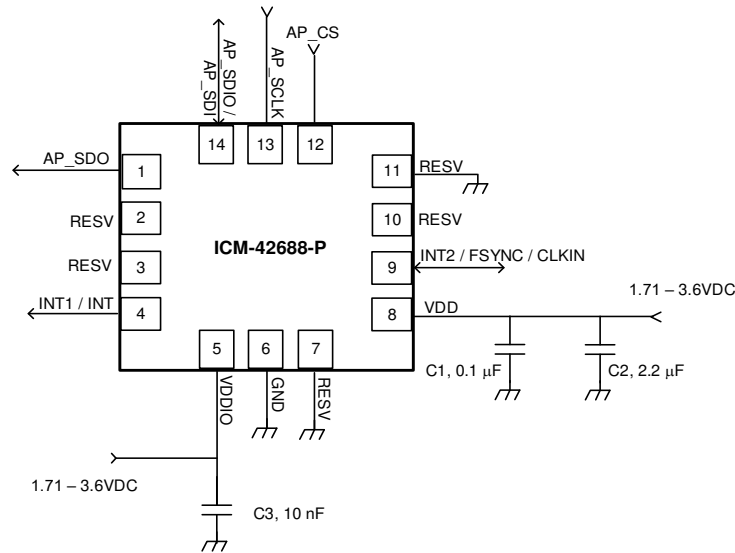 AP_CS
AP_SDIO /
AP_SDI
AP_SCLK
14
13
12
AP_SDO
1
11
RESV
RESV
2
10
RESV
ICM-42688-P
RESV
3
9
INT2 / FSYNC / CLKIN
INT1 / INT
4
8
VDD
1.71 – 3.6VDC
5
6
7
VDDIO
GND
RESV
C1, 0.1 μF
C2, 2.2 μF
1.71 – 3.6VDC
C3, 10 nF